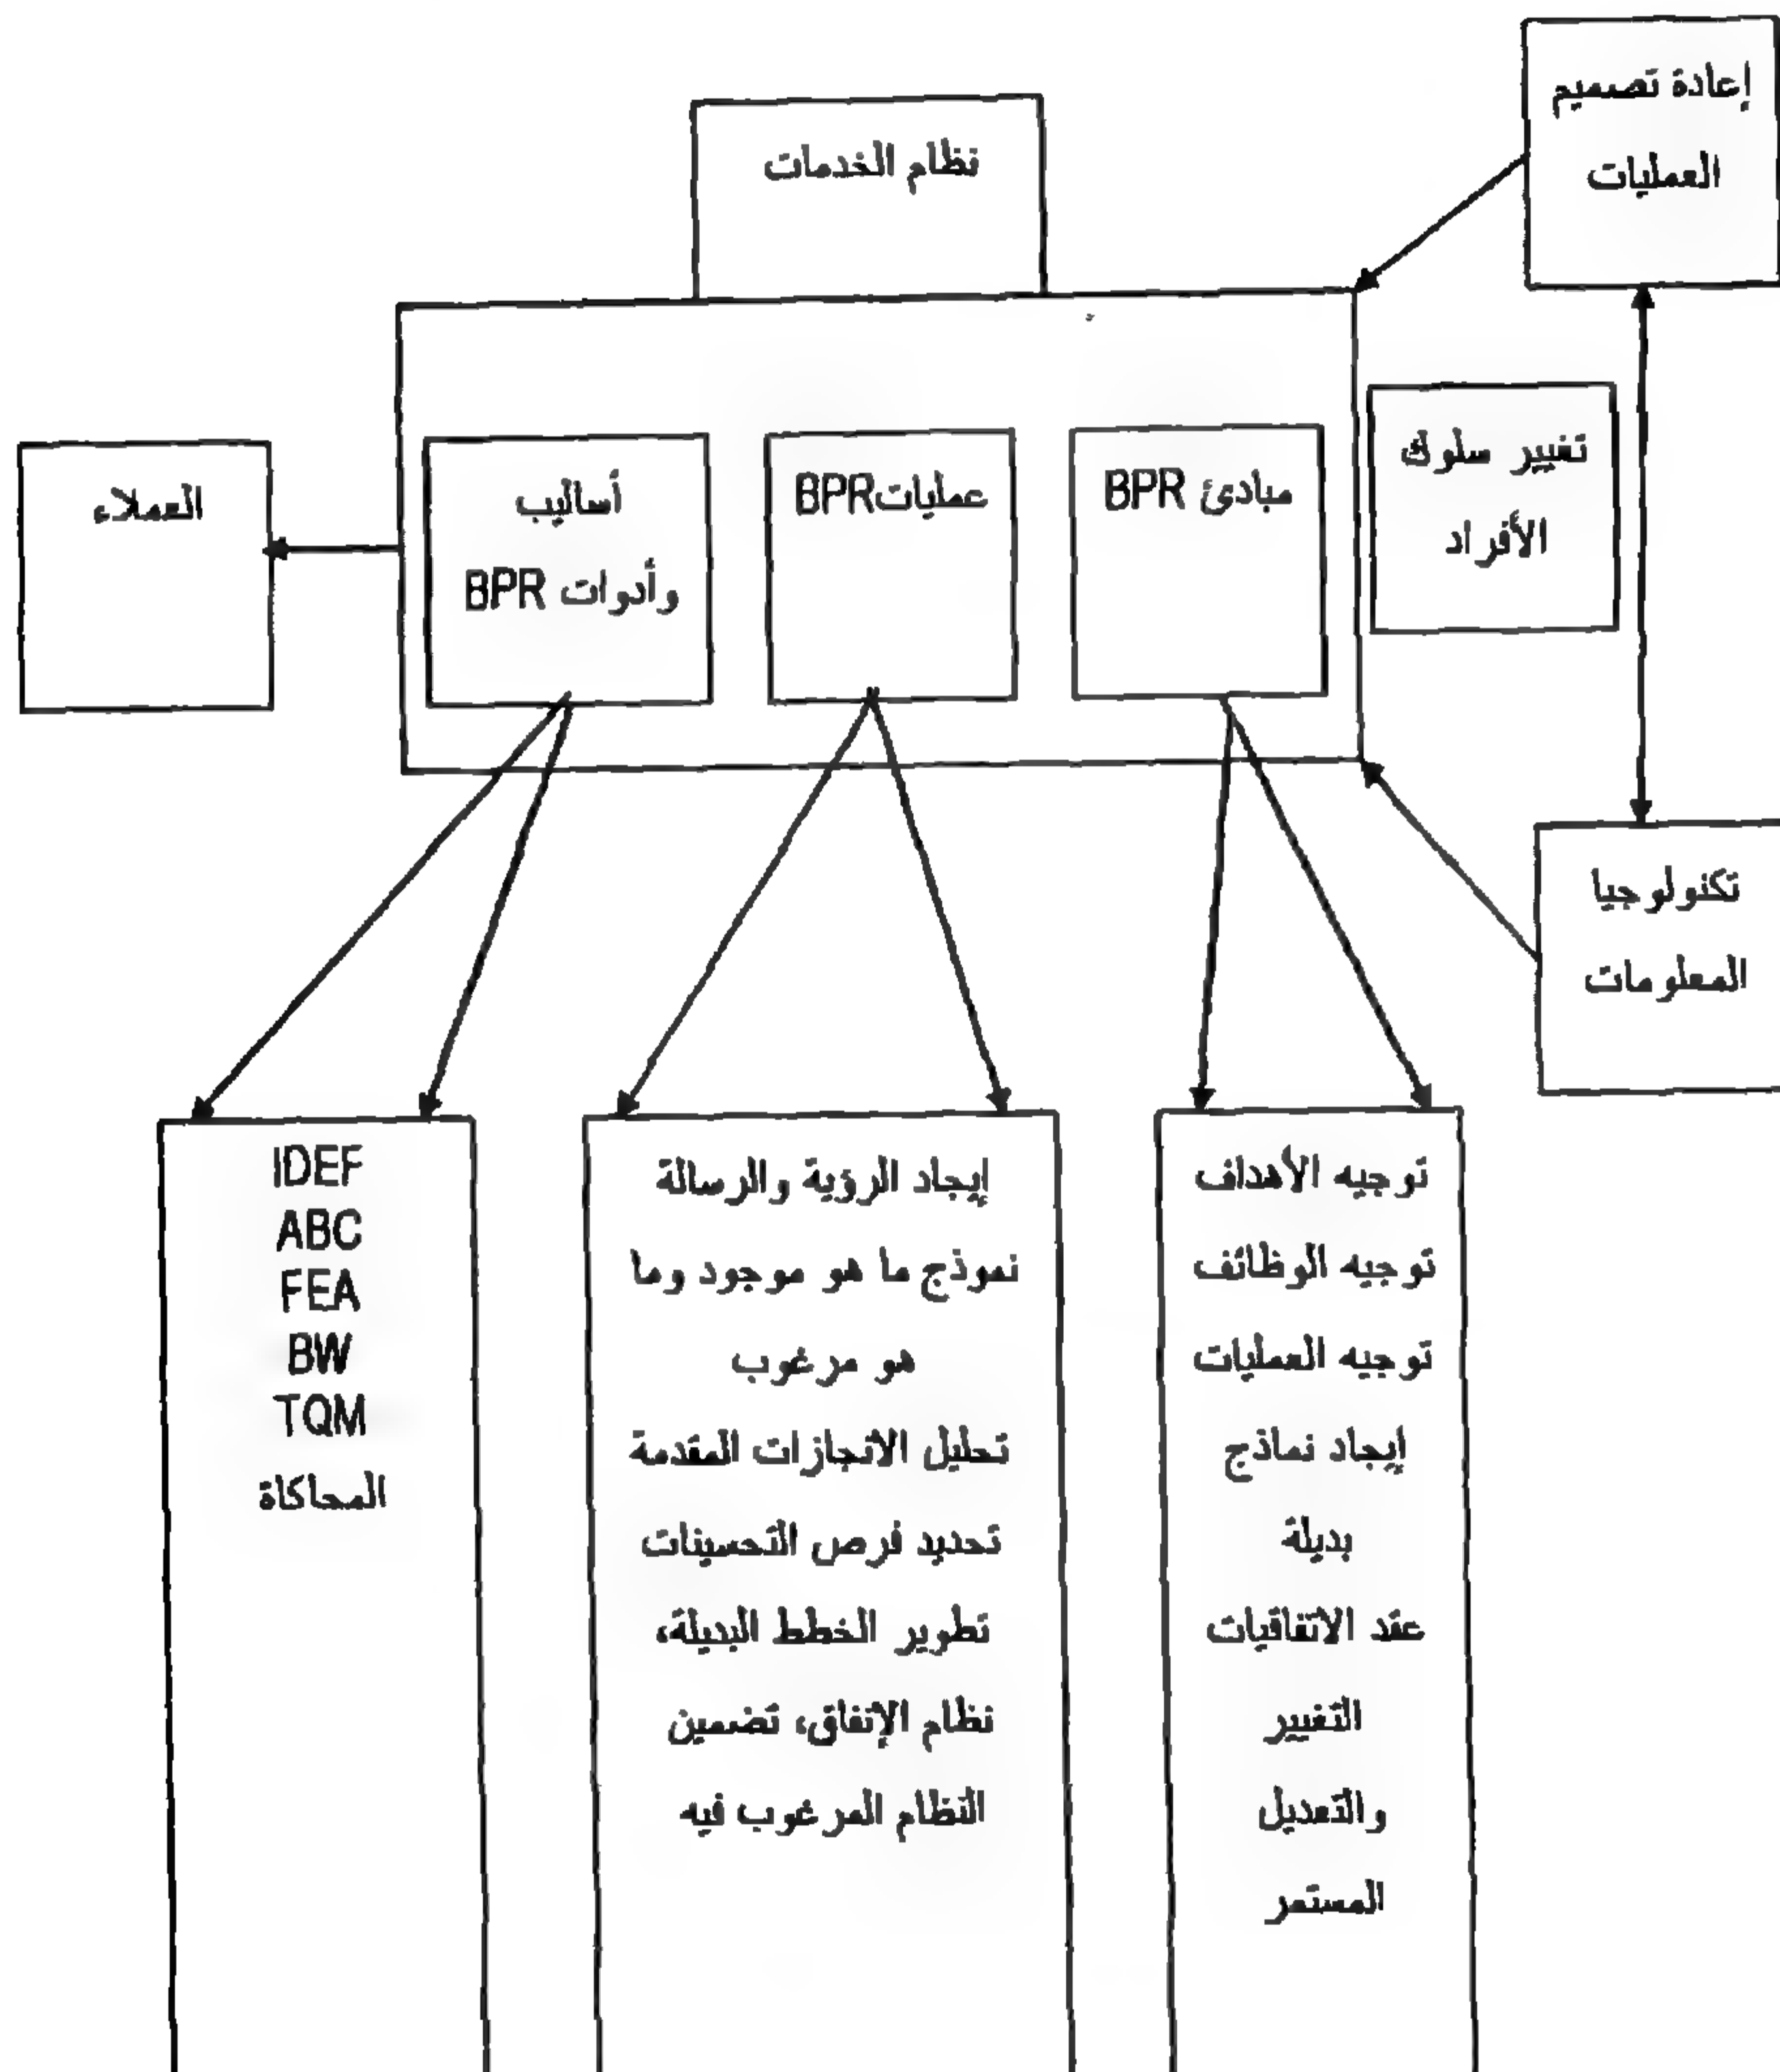 إعادة تصميم
العمليات
نظام الخدمات
تغيير سلوك
الأفراد
مبادئ BPR
عمليات BPR
أساليب
وأدوات BPR
العملاء
تكنولوجيا
المعلومات
توجيه الأهداف
توجيه الوظائف
توجيه العمليات
إيجاد نماذج
بديلة
عقد الاتفاقيات
التغيير
والتعديل
المستمر
إيجاد الرؤية والرسالة
نموذج ما هو موجود وما
هو مرغوب
تحليل الانجازات المقدمة
تحديد فرص التحسينات
تطوير الخطط البديلة،
نظام الإنفاق، تضمين
النظام المرغوب فيه
IDEF
ABC
FEA
BW
TQM
المحاكاة